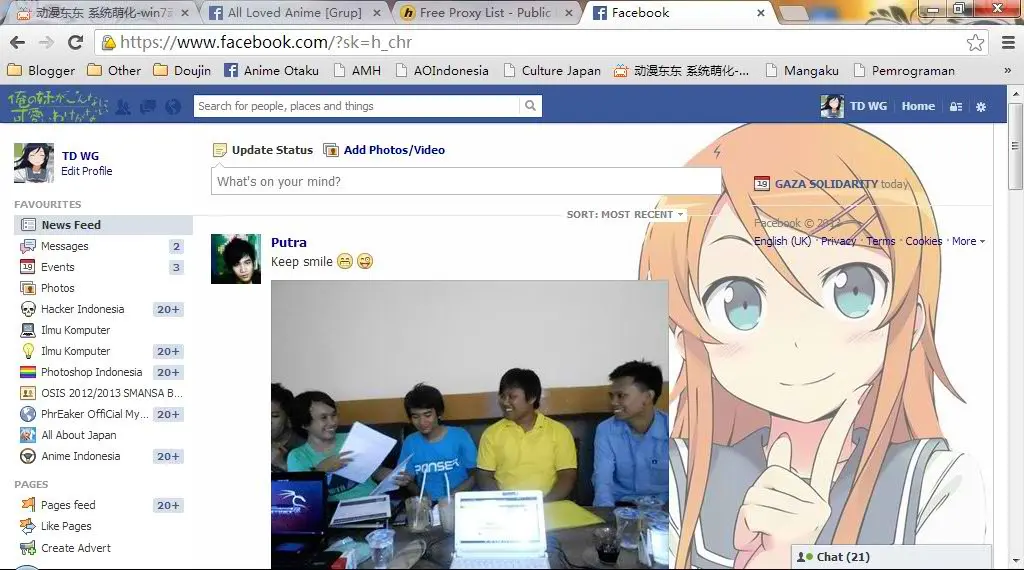 动漫东东 系统萌化-win7主
All Loved Anime [Grup]
Free Proxy List - Public
Facebook
https://www.facebook.com/?sk=h_chr
Blogger
Other
Doujin
Anime Otaku
AMH
AOIndonesia
Culture Japan
动漫东东 系统萌化-...
Mangaku
Pemrograman
»
俺の妹がこんなに
可愛いわけがない
Search for people, places and things
TD WG
Home
TD WG
Edit Profile
Update Status
Add Photos/Video
What's on your mind?
19 GAZA SOLIDARITY today
SORT: MOST RECENT
Facebook © 2013
English (UK) · Privacy · Terms · Cookies · More
FAVOURITES
News Feed
Messages 2
19 Events 3
Photos
Hacker Indonesia 20+
Ilmu Komputer
Ilmu Komputer 20+
Photoshop Indonesia 20+
OSIS 2012/2013 SMANSA B...
PhrEaker OffiCial My... 20+
All About Japan
Anime Indonesia 20+
PAGES
Pages feed 20+
Like Pages
Create Advert
Putra
Keep smile
Chat (21)